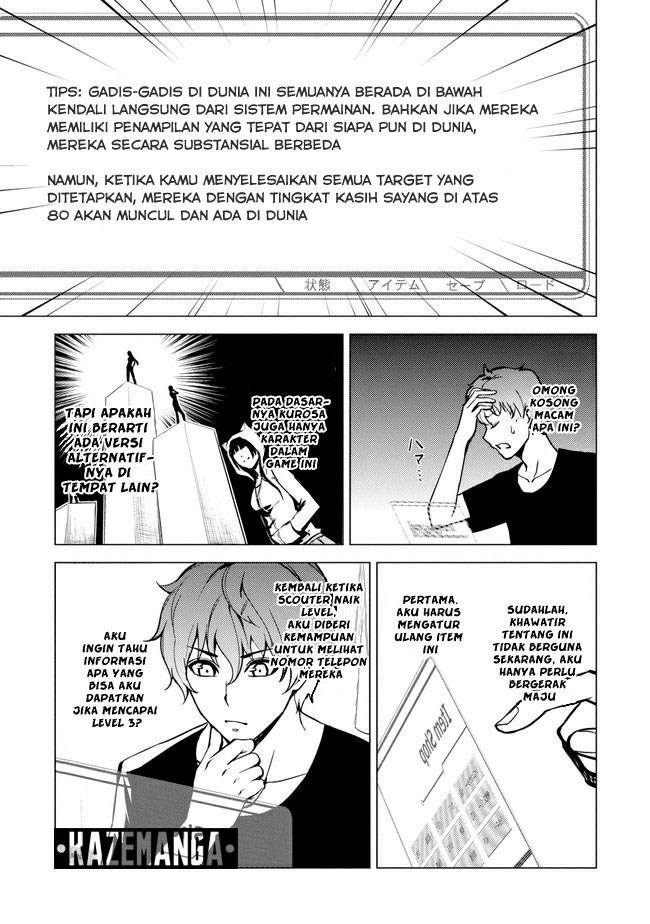 TIPS: GADIS-GADIS DI DUNIA INI SEMUANYA BERADA DI BAWAH
KENDALI LANGSUNG DARI SISTEM PERMAINAN. BAHKAN JIKA MEREKA
MEMILIKI PENAMPILAN YANG TEPAT DARI SIAPA PUN DI DUNIA,
MEREKA SECARA SUBSTANSIAL BERBEDA
NAMUN, KETIKA KAMU MENYELESAIKAN SEMUA TARGET YANG
DITETAPKAN, MEREKA DENGAN TINGKAT KASIH SAYANG DI ATAS
80 AKAN MUNCUL DAN ADA DI DUNIA
状態 アイテム セーブ ロード
OMONG
KOSONG
MACAM
APA INI?
ハァ…
PADA DASAR-
NYA KUROSA
JUGA HANYA
KARAKTER
DALAM
GAME INI
TAPI APAKAH
INI BERARTI
ADA VERSI
ALTERNATIF-
NYA DI
TEMPAT LAIN?
SUDAHLAH,
KHAWATIR
TENTANG INI
TIDAK BERGUNA
SEKARANG, AKU
HANYA PERLU
BERGERAK
MAJU
PERTAMA,
AKU HARUS
MENGATUR
ULANG ITEM
INI
Item Shop
KEMBALI KETIKA
SCOUTER NAIK
LEVEL,
AKU DIBERI
KEMAMPUAN
UNTUK MELIHAT
NOMOR TELEPON
MEREKA
AKU
INGIN TAHU
INFORMASI
APA YANG
BISA AKU
DAPATKAN
JIKA MENCAPAI
LEVEL 3?
•KAZEMANGA•